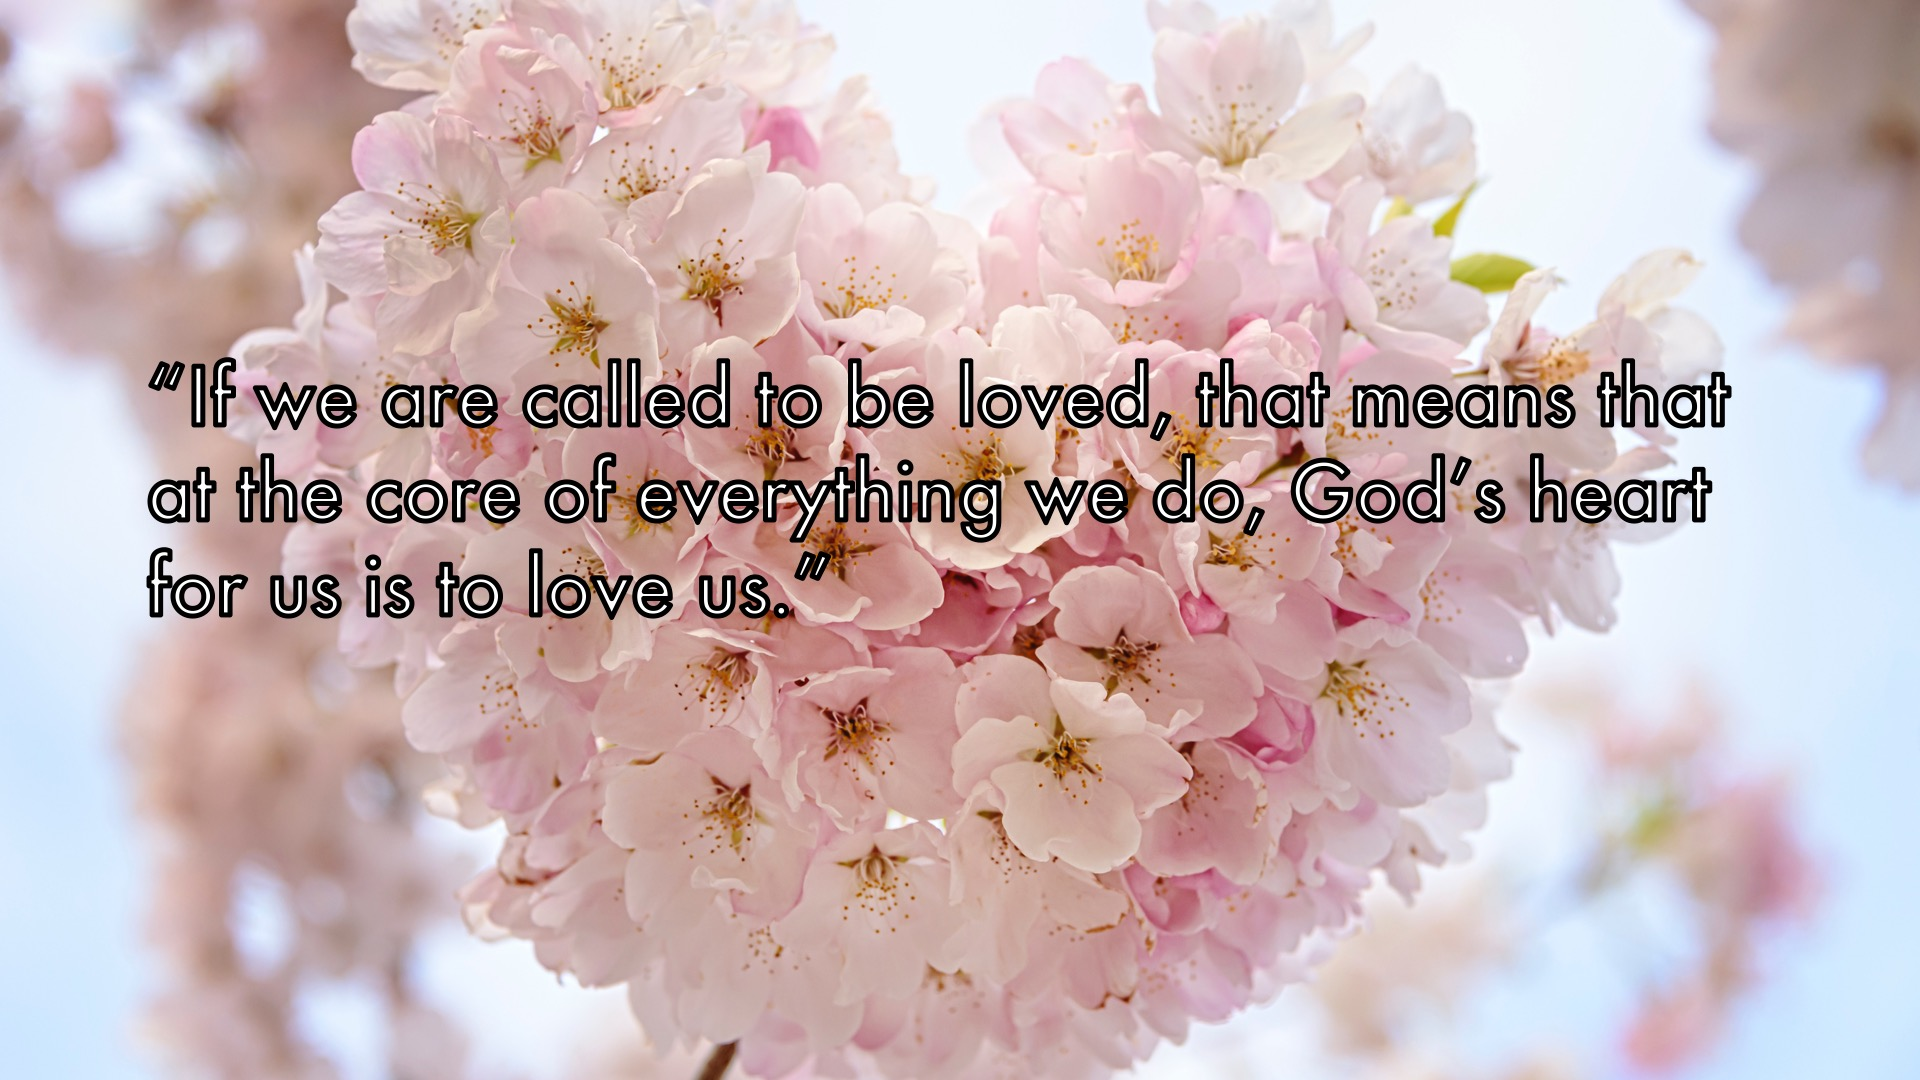 “If we are called to be loved, that means that
at the core of everything we do, God’s heart
for us is to love us.”